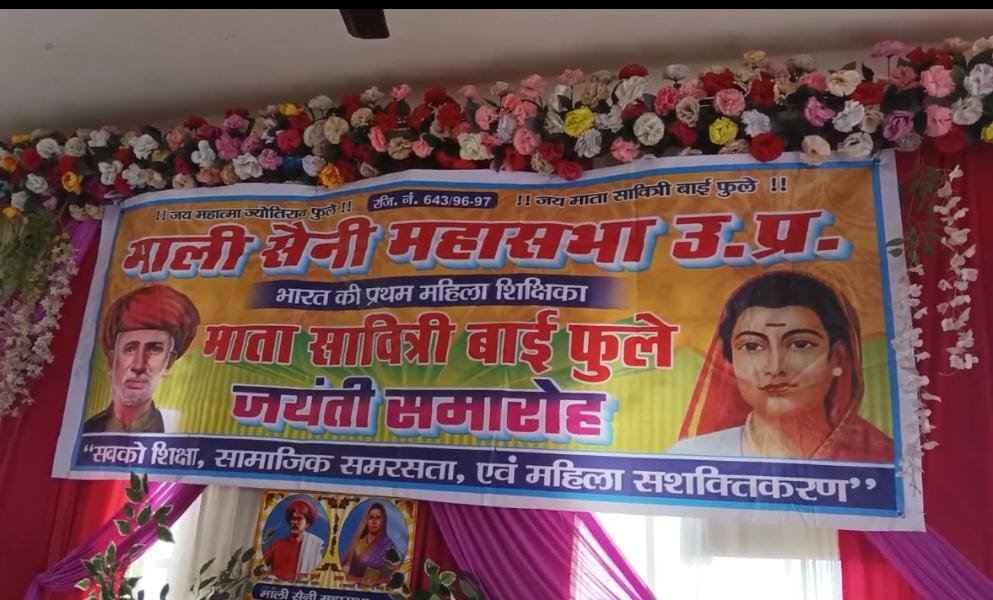 !! जय महात्मा ज्योतिराव फुले !! रजि. नं. 643/96-97 !! जय माता सावित्री बाई फुले !!
माली सैनी महासभा उ.प्र.
भारत की प्रथम महिला शिक्षिका
माता सावित्री बाई फुले
जयंती समारोह
“सबको शिक्षा, सामाजिक समरसता, एवं महिला सशक्तिकरण”
माली सैनी महासभा